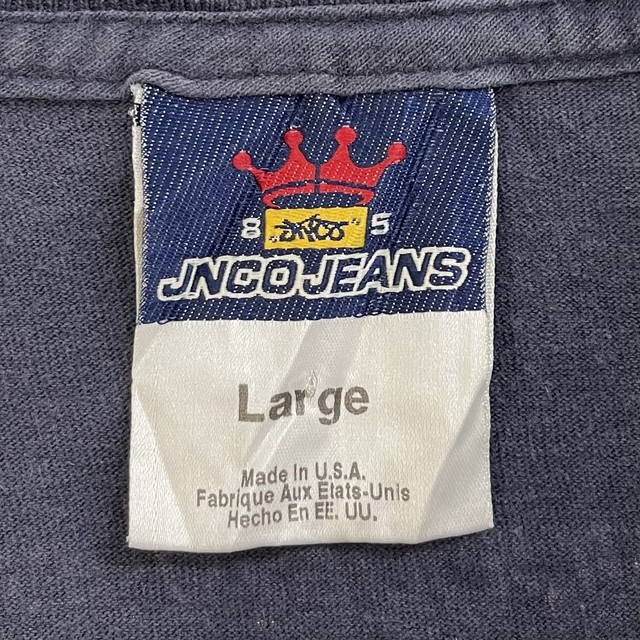 8 JNCO 5
JNCO JEANS
Large
Made In U.S.A.
Fabrique Aux Etats-Unis
Hecho En EE. UU.